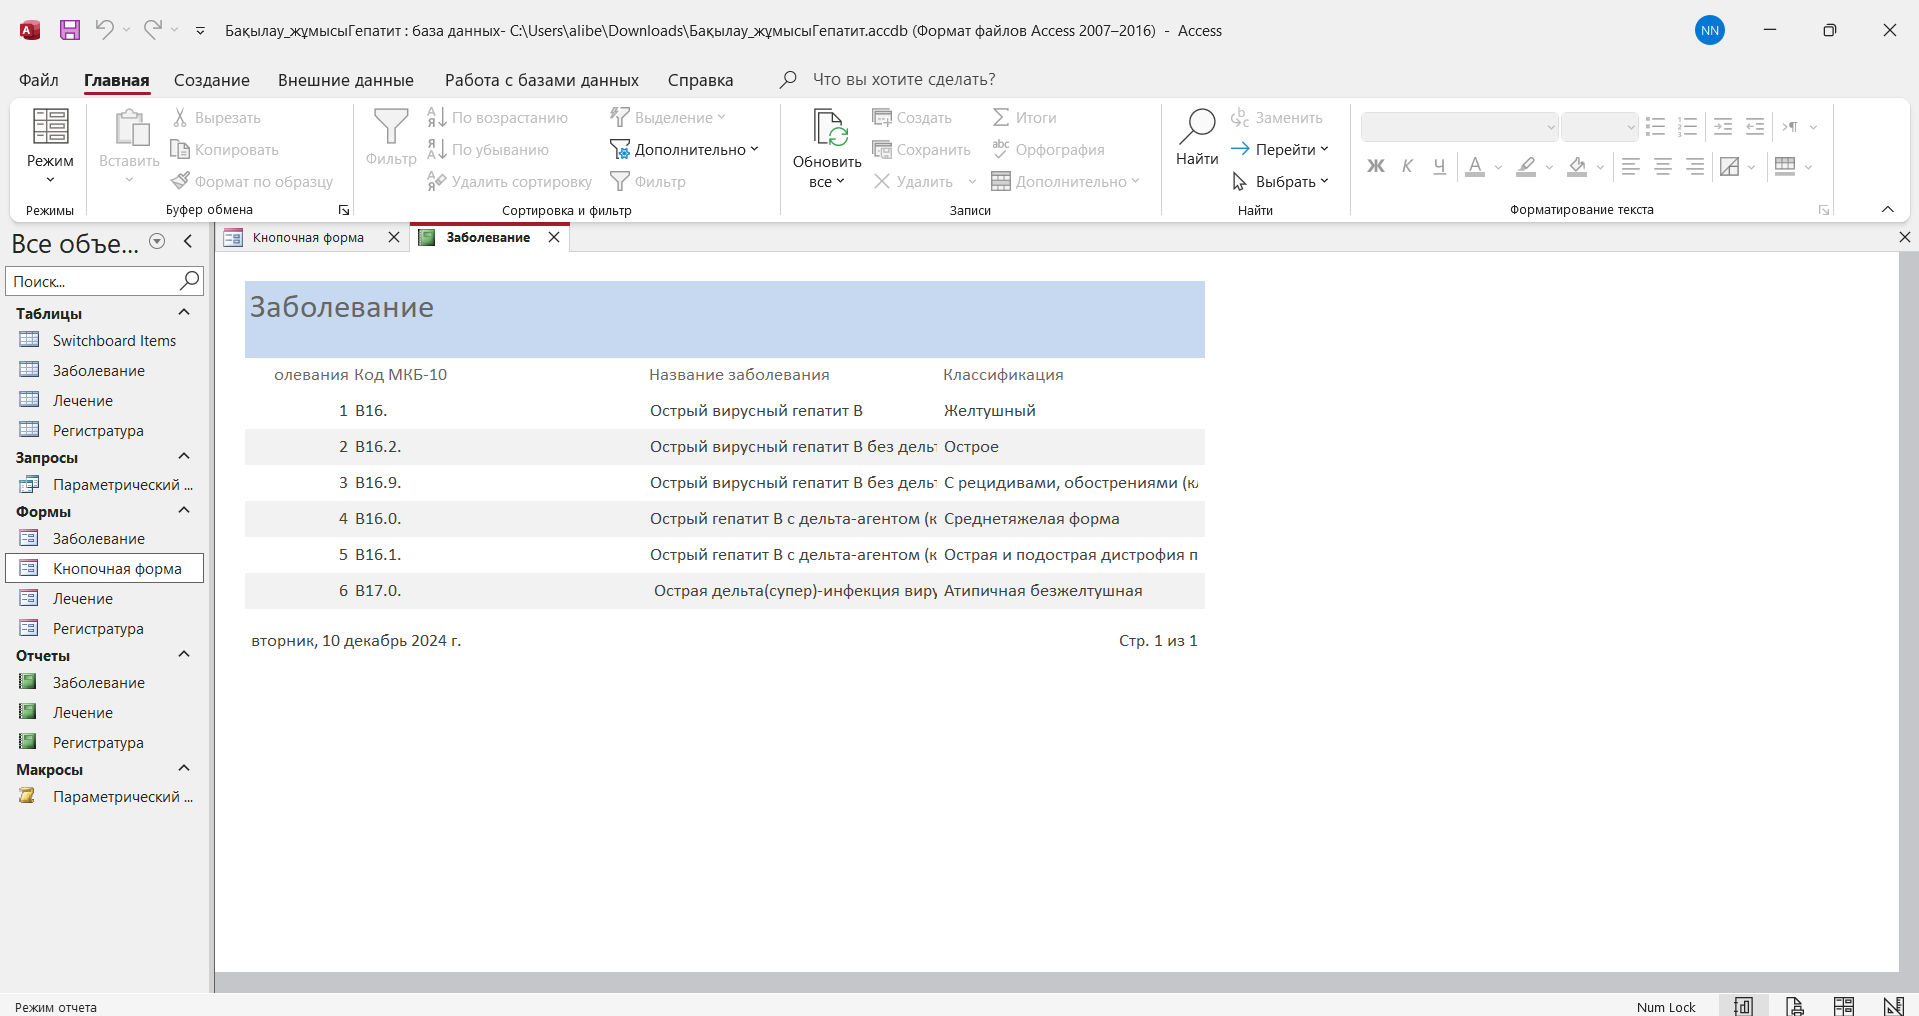 Бақылау_жұмысыГепатит : база данных- C:\Users\alibe\Downloads\Бақылау_жұмысыГепатит.accdb (Формат файлов Access 2007–2016)  -  Access
NN
Файл
Главная
Создание
Внешние данные
Работа с базами данных
Справка
Что вы хотите сделать?
Режим
Режимы
Вставить
Вырезать
Копировать
Формат по образцу
Буфер обмена
Фильтр
По возрастанию
По убыванию
Удалить сортировку
Выделение
Дополнительно
Фильтр
Сортировка и фильтр
Обновить
все
Создать
Сохранить
Удалить
Итоги
Орфография
Дополнительно
Записи
Найти
Заменить
Перейти
Выбрать
Найти
Ж К Ч А
Форматирование текста
Все объе...
Поиск...
Таблицы
Switchboard Items
Заболевание
Лечение
Регистратура
Запросы
Параметрический ...
Формы
Заболевание
Кнопочная форма
Лечение
Регистратура
Отчеты
Заболевание
Лечение
Регистратура
Макросы
Параметрический ...
Кнопочная форма
Заболевание
Заболевание
олевания Код МКБ-10 Название заболевания Классификация
1 B16. Острый вирусный гепатит В Желтушный
2 B16.2. Острый вирусный гепатит В без дельт Острое
3 B16.9. Острый вирусный гепатит В без дельт С рецидивами, обострениями (кл
4 B16.0. Острый гепатит В с дельта-агентом (к Среднетяжелая форма
5 B16.1. Острый гепатит В с дельта-агентом (к Острая и подострая дистрофия п
6 B17.0. Острая дельта(супер)-инфекция виру Атипичная безжелтушная
вторник, 10 декабрь 2024 г. Стр. 1 из 1
Режим отчета
Num Lock